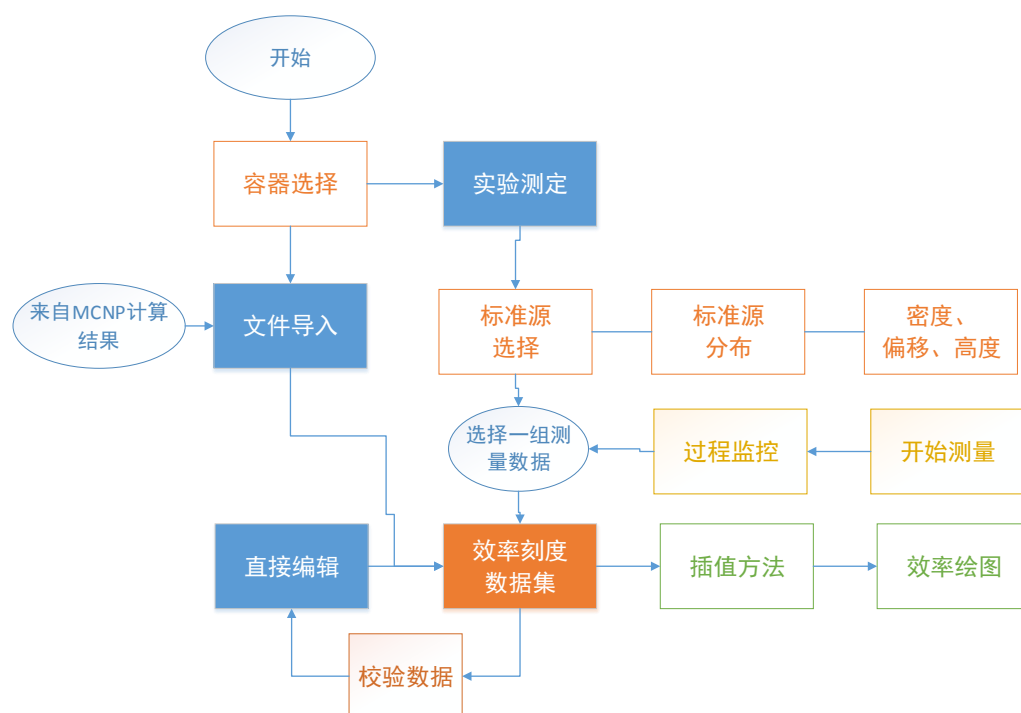 开始
容器选择
实验测定
来自MCNP计算
结果
文件导入
标准源
选择
标准源
分布
密度、
偏移、高度
选择一组测
量数据
过程监控
开始测量
直接编辑
效率刻度
数据集
插值方法
效率绘图
校验数据